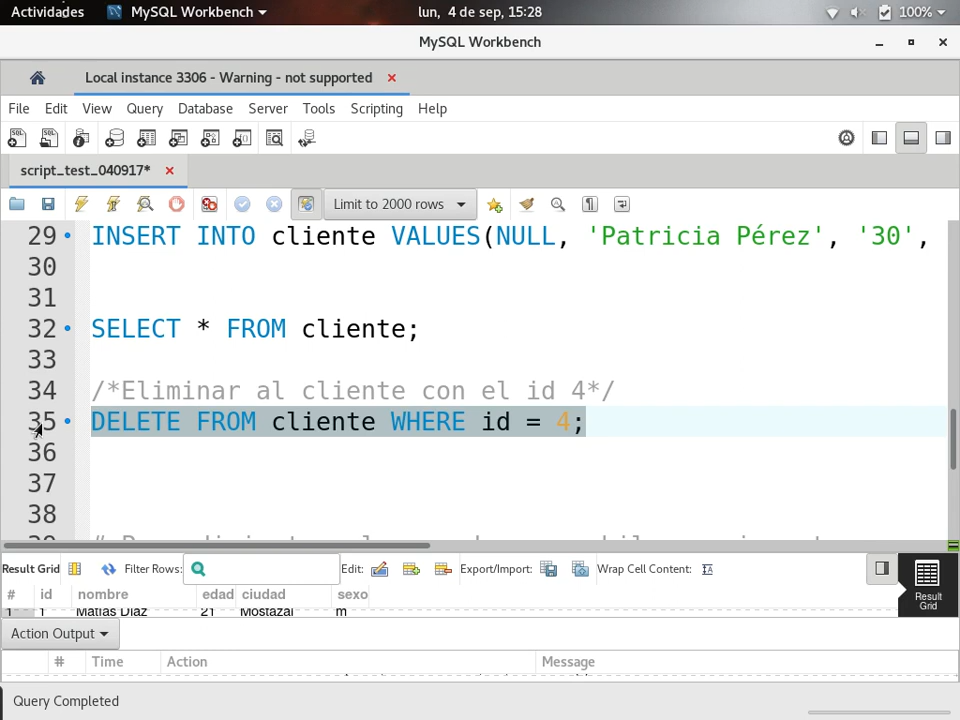 Actividades MySQL Workbench lun, 4 de sep, 15:28 100%
MySQL Workbench
Local instance 3306 - Warning - not supported
File Edit View Query Database Server Tools Scripting Help
script_test_040917*
Limit to 2000 rows
29 INSERT INTO cliente VALUES(NULL, 'Patricia Pérez', '30',
30
31
32 SELECT * FROM cliente;
33
34 /*Eliminar al cliente con el id 4*/
35 DELETE FROM cliente WHERE id = 4;
36
37
38
Result Grid Filter Rows: Edit: Export/Import: Wrap Cell Content:
# id nombre edad ciudad sexo
1 1 Matías Díaz 21 Mostazal m
Result Grid
Action Output
# Time Action Message
Query Completed